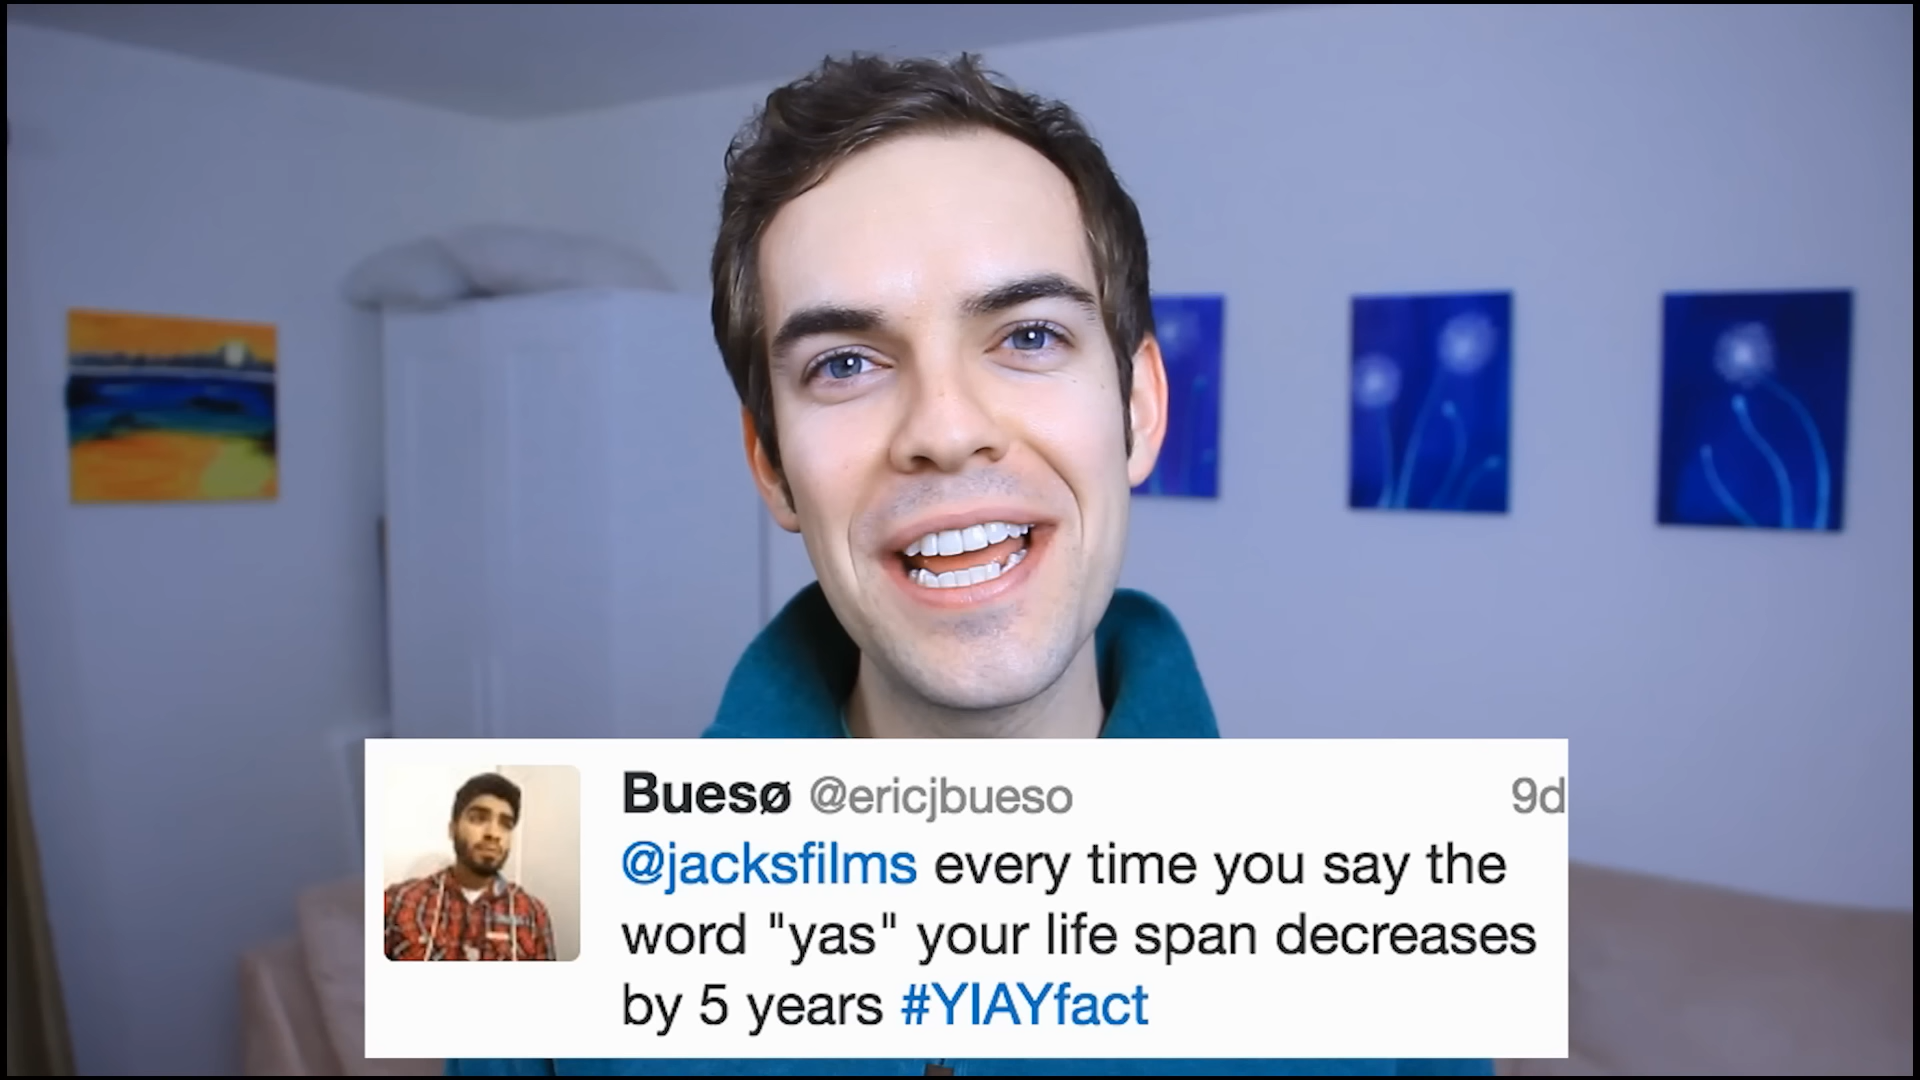 Buesø @ericjbueso 9d
@jacksfilms every time you say the
word "yas" your life span decreases
by 5 years #YIAYfact